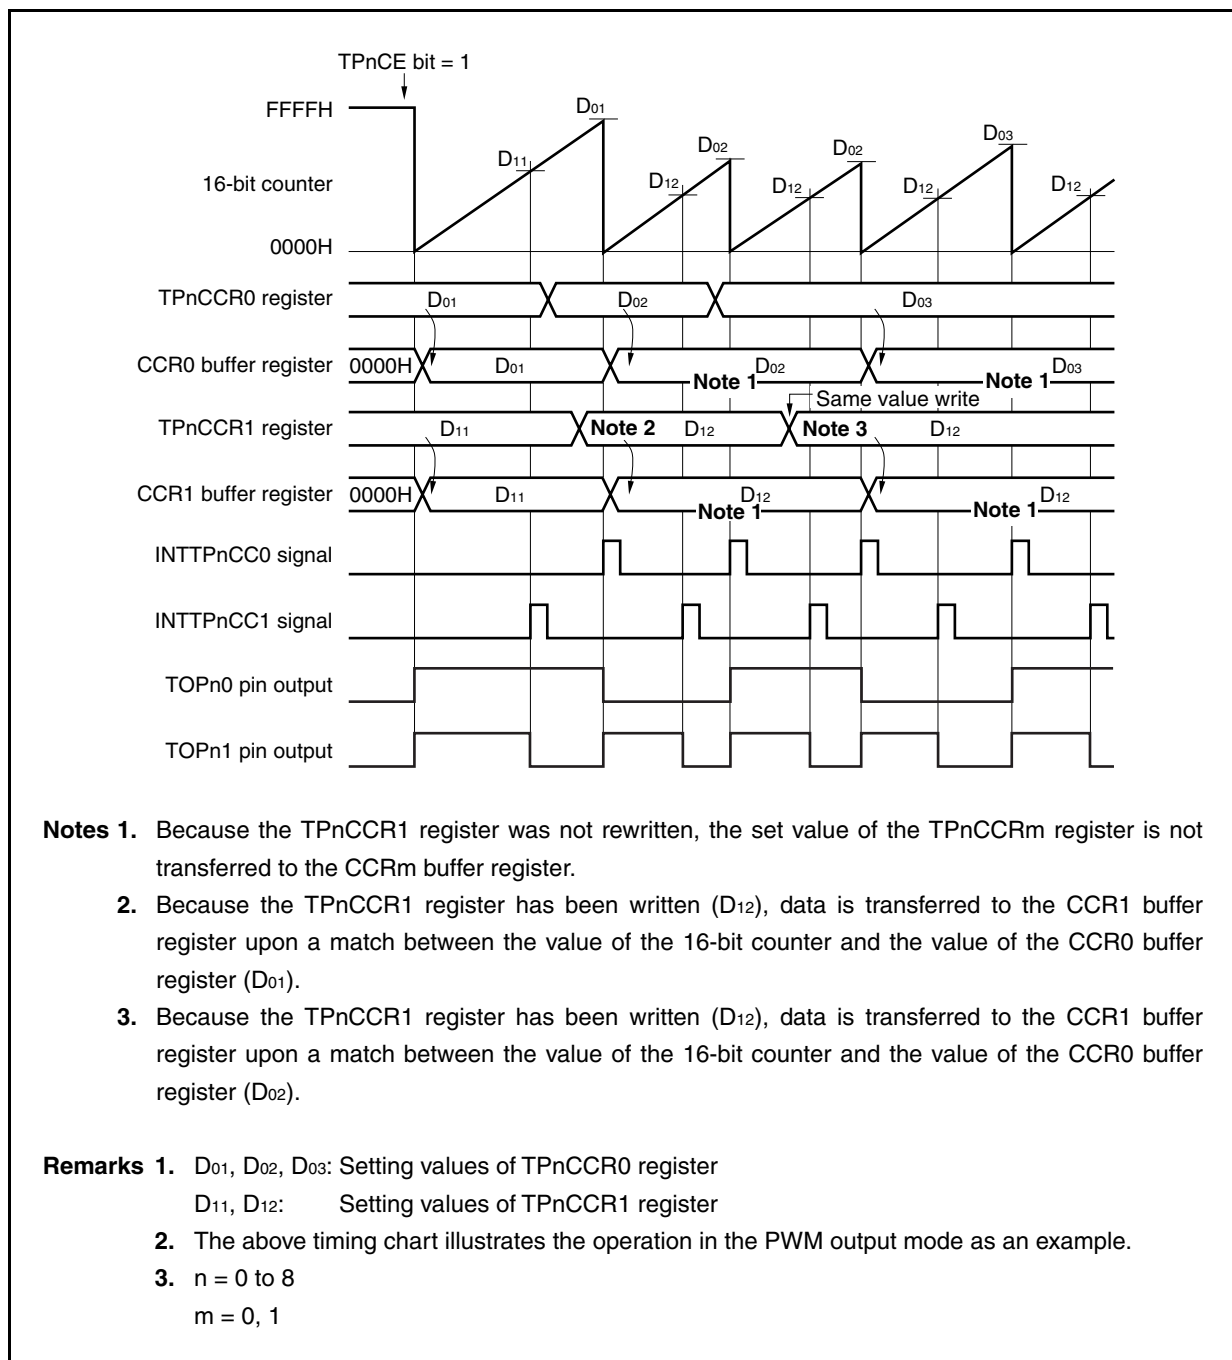 TPnCE bit = 1
FFFFH
D01
D11
D02
D02
D03
D12
D12
D12
D12
16-bit counter
0000H
TPnCCR0 register
D01
D02
D03
CCR0 buffer register
0000H
D01
D02
D03
Note 1
Note 1
Same value write
TPnCCR1 register
D11
Note 2
D12
Note 3
D12
CCR1 buffer register
0000H
D11
D12
D12
Note 1
Note 1
INTTPnCC0 signal
INTTPnCC1 signal
TOPn0 pin output
TOPn1 pin output
Notes 1. Because the TPnCCR1 register was not rewritten, the set value of the TPnCCRm register is not
transferred to the CCRm buffer register.
2. Because the TPnCCR1 register has been written (D12), data is transferred to the CCR1 buffer
register upon a match between the value of the 16-bit counter and the value of the CCR0 buffer
register (D01).
3. Because the TPnCCR1 register has been written (D12), data is transferred to the CCR1 buffer
register upon a match between the value of the 16-bit counter and the value of the CCR0 buffer
register (D02).
Remarks 1. D01, D02, D03: Setting values of TPnCCR0 register
D11, D12: Setting values of TPnCCR1 register
2. The above timing chart illustrates the operation in the PWM output mode as an example.
3. n = 0 to 8
m = 0, 1